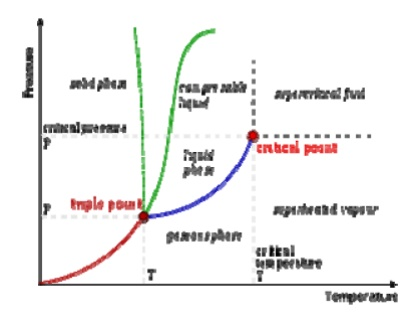 Pressure
solid phase
compressible
liquid
supercritical fluid
critical pressure
P
critical point
liquid
phase
triple point
P
superheated vapour
gaseous phase
critical
temperature
T
T
Temperature